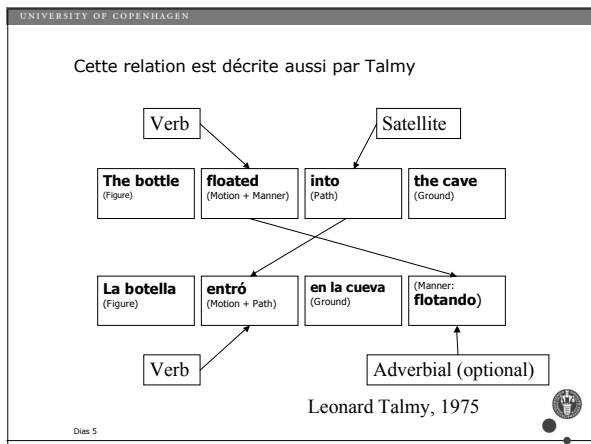 UNIVERSITY OF COPENHAGEN
Cette relation est décrite aussi par Talmy
Verb
Satellite
The bottle
(Figure)
floated
(Motion + Manner)
into
(Path)
the cave
(Ground)
La botella
(Figure)
entró
(Motion + Path)
en la cueva
(Ground)
(Manner:
flotando)
Verb
Adverbial (optional)
Leonard Talmy, 1975
Dias 5